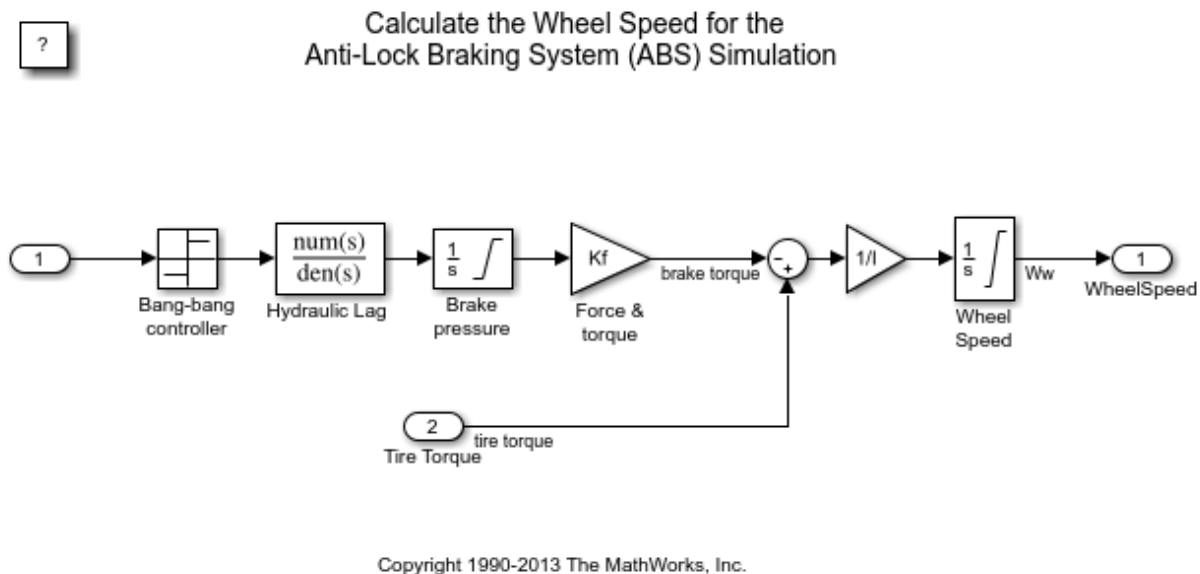 ?
Calculate the Wheel Speed for the
Anti-Lock Braking System (ABS) Simulation
1
Bang-bang
controller
num(s)
den(s)
Hydraulic Lag
1
s
Brake
pressure
Kf
Force &
torque
brake torque
-
+
1/I
1
s
Wheel
Speed
Ww
1
WheelSpeed
2
Tire Torque
tire torque
Copyright 1990-2013 The MathWorks, Inc.